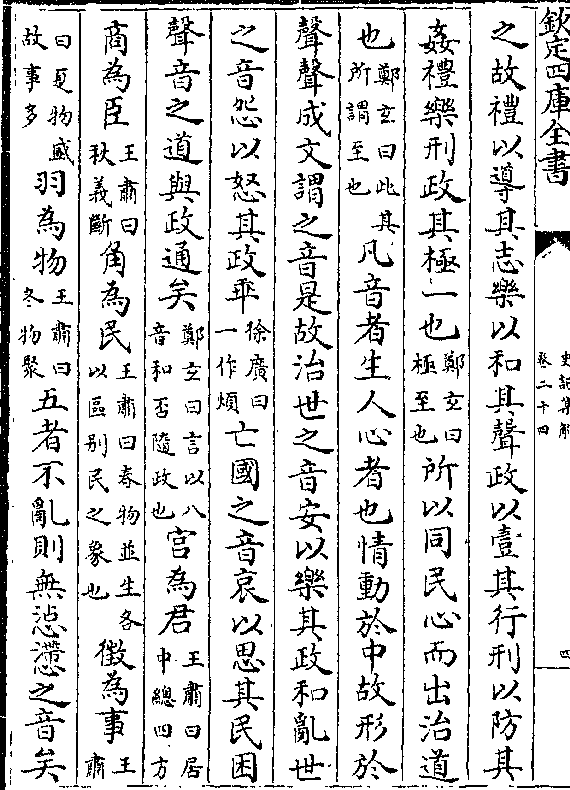 欽定四庫全書
史記集解
卷二十四
四
之故禮以導其志樂以和其聲政以壹其行刑以防其
姦禮樂刑政其極一也鄭玄曰極至也所以同民心而出治道
也鄭玄曰此其所謂至也凡音者生人心者也情動於中故形於
聲聲成文謂之音是故治世之音安以樂其政和亂世
之音怨以怒其政乖徐廣曰一作煩亡國之音哀以思其民困
聲音之道與政通矣鄭玄曰言以八音和否隨政也宫為君王肅曰居中總四方
商為臣王肅曰秋義斷角為民王肅曰春物並生各以區别民之象也徵為事王肅
曰夏物盛故事多羽為物王肅曰冬物聚五者不亂則無惉懘之音矣